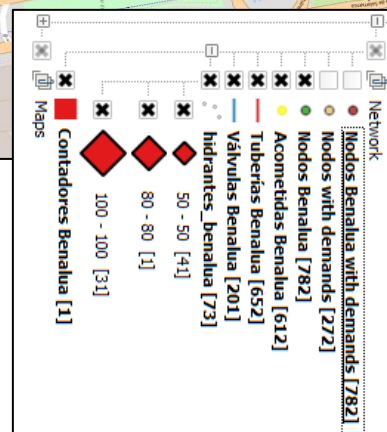 Network
Nodos Benalua with demands [782]
Nodos with demands [272]
Nodos Benalua [782]
Acometidas Benalua [612]
Tuberías Benalua [652]
Válvulas Benalua [201]
hidrantes_benalua [73]
50 - 50 [41]
80 - 80 [1]
100 - 100 [31]
Contadores Benalua [1]
Maps